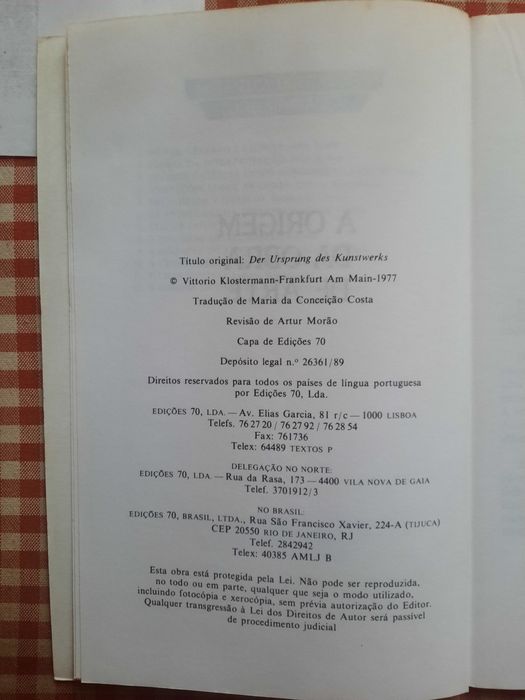 Título original: Der Ursprung des Kunstwerks
© Vittorio Klostermann-Frankfurt Am Main-1977
Tradução de Maria da Conceição Costa
Revisão de Artur Morão
Capa de Edições 70
Depósito legal n.º 26361/89
Direitos reservados para todos os países de língua portuguesa
por Edições 70, Lda.
EDIÇÕES 70, LDA. — Av. Elias Garcia, 81 r/c — 1000 LISBOA
Telefs. 76 27 20 / 76 27 92 / 76 28 54
Fax: 761736
Telex: 64489 TEXTOS P
DELEGAÇÃO NO NORTE:
EDIÇÕES 70, LDA. — Rua da Rasa, 173 — 4400 VILA NOVA DE GAIA
Telef. 3701912/3
NO BRASIL:
EDIÇÕES 70, BRASIL, LTDA., Rua São Francisco Xavier, 224-A (TIJUCA)
CEP 20550 RIO DE JANEIRO, RJ
Telef. 2842942
Telex: 40385 AMLJ B
Esta obra está protegida pela Lei. Não pode ser reproduzida,
no todo ou em parte, qualquer que seja o modo utilizado,
incluindo fotocópia e xerocópia, sem prévia autorização do Editor.
Qualquer transgressão à Lei dos Direitos de Autor será passível
de procedimento judicial